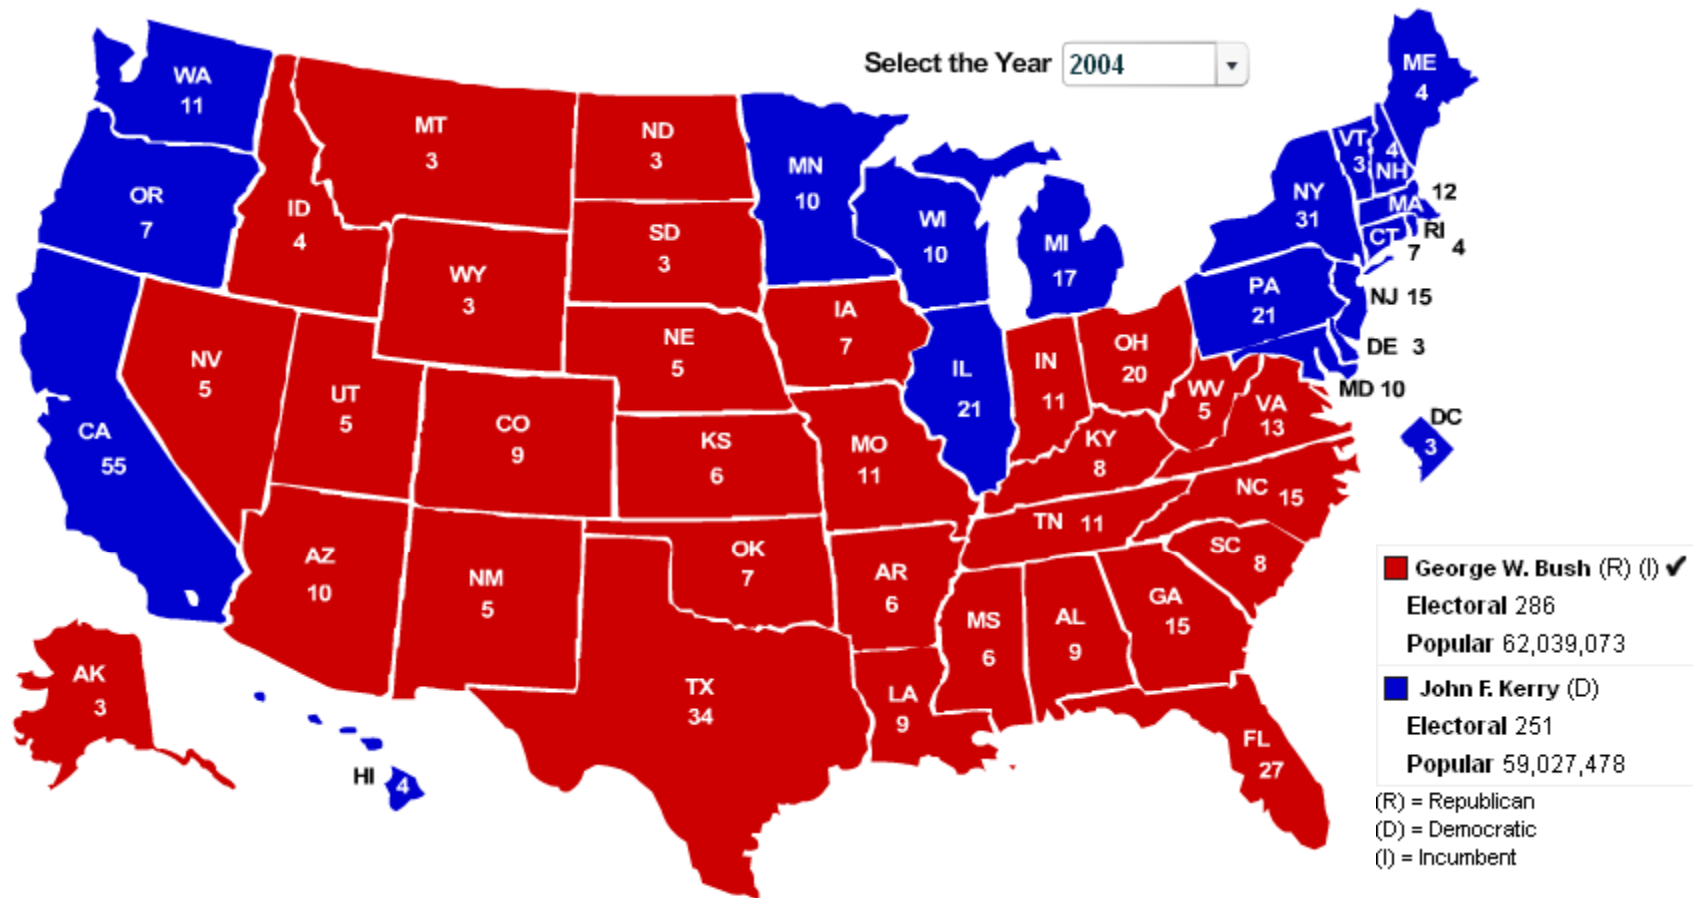 Select the Year 2004
WA
11
OR
7
CA
55
ID
4
NV
5
MT
3
WY
3
UT
5
CO
9
AZ
10
NM
5
ND
3
SD
3
NE
5
KS
6
OK
7
TX
34
MN
10
IA
7
MO
11
AR
6
LA
9
WI
10
IL
21
MI
17
IN
11
OH
20
KY
8
TN 11
MS
6
AL
9
GA
15
FL
27
SC
8
NC 15
VA
13
WV
5
PA
21
NY
31
VT
3
4
NH
ME
4
12
MA
RI
4
CT
7
NJ 15
DE 3
MD 10
DC
3
AK
3
HI
4
George W. Bush (R) (I) ✔
Electoral 286
Popular 62,039,073
John F. Kerry (D)
Electoral 251
Popular 59,027,478
(R) = Republican
(D) = Democratic
(I) = Incumbent